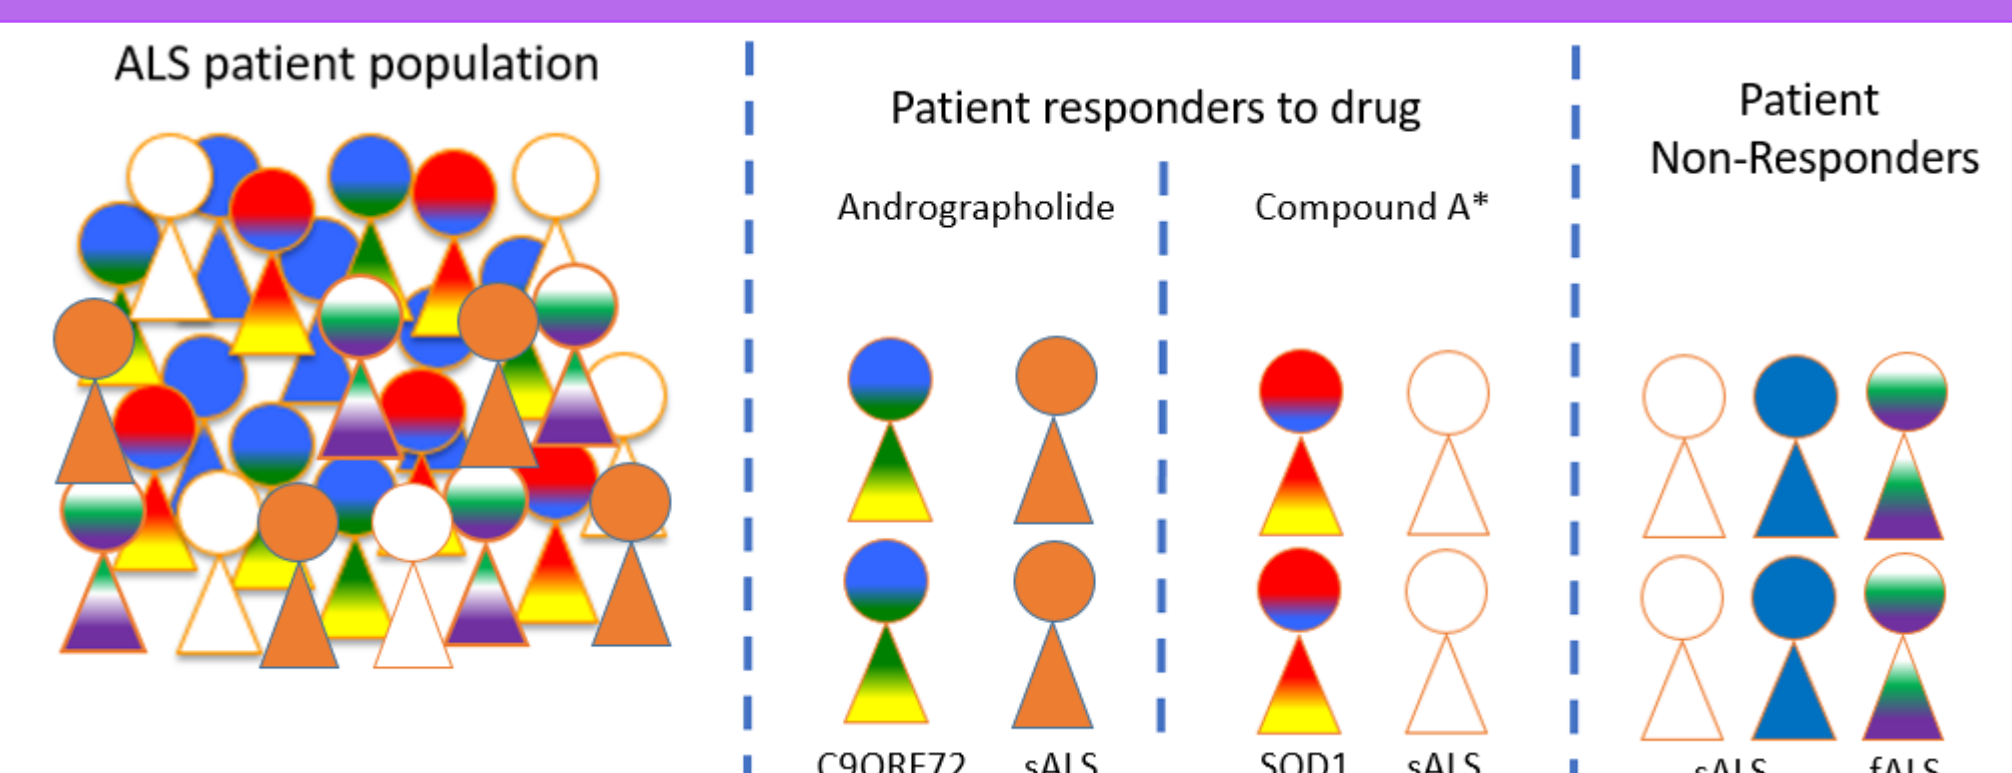 ALS patient population
Patient responders to drug
Andrographolide
Compound A*
Patient
Non-Responders
C9ORF72
sALS
SOD1
sALS
sALS
fALS